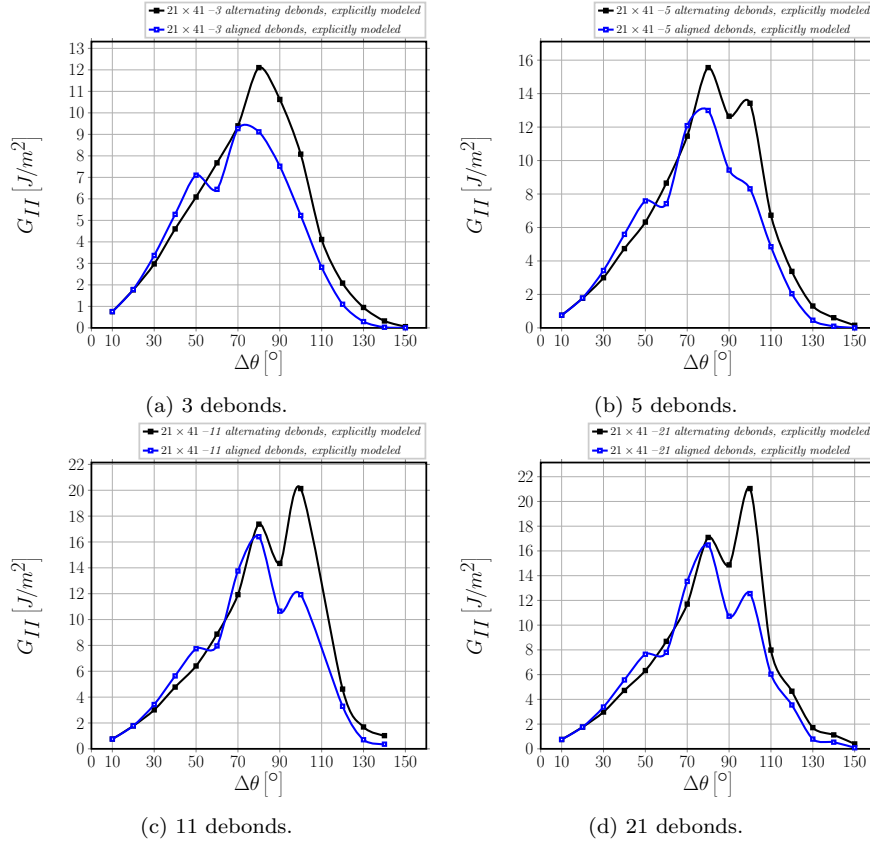 21 × 41 –3 alternating debonds, explicitly modeled
21 × 41 –3 aligned debonds, explicitly modeled
13
12
11
10
9
8
7
6
5
4
3
2
1
0
G_II [J/m²]
0 10 30 50 70 90 110 130 150
Δθ [°]
(a) 3 debonds.
21 × 41 –5 alternating debonds, explicitly modeled
21 × 41 –5 aligned debonds, explicitly modeled
16
14
12
10
8
6
4
2
0
G_II [J/m²]
0 10 30 50 70 90 110 130 150
Δθ [°]
(b) 5 debonds.
21 × 41 –11 alternating debonds, explicitly modeled
21 × 41 –11 aligned debonds, explicitly modeled
22
20
18
16
14
12
10
8
6
4
2
0
G_II [J/m²]
0 10 30 50 70 90 110 130 150
Δθ [°]
(c) 11 debonds.
21 × 41 –21 alternating debonds, explicitly modeled
21 × 41 –21 aligned debonds, explicitly modeled
22
20
18
16
14
12
10
8
6
4
2
0
G_II [J/m²]
0 10 30 50 70 90 110 130 150
Δθ [°]
(d) 21 debonds.